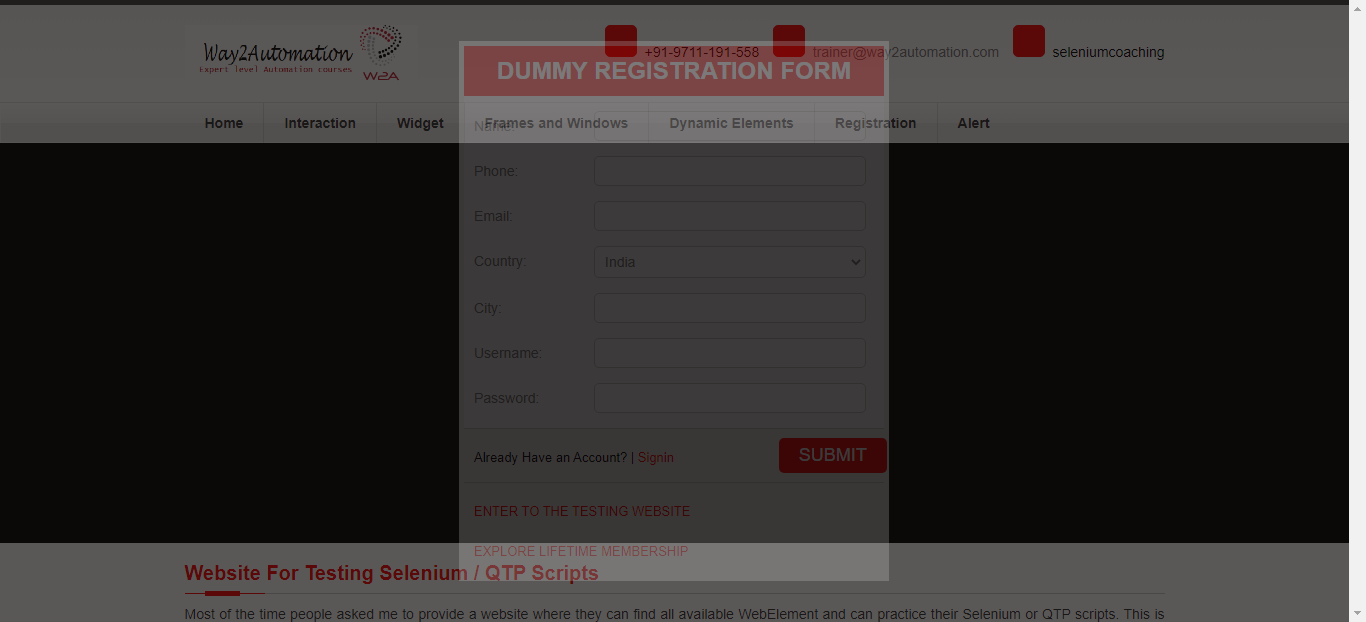 Way2Automation
Expert level Automation courses
W2A
+91-9711-191-558
trainer@way2automation.com
seleniumcoaching
DUMMY REGISTRATION FORM
Home
Interaction
Widget
Frames and Windows
Dynamic Elements
Registration
Alert
Name:
Phone:
Email:
Country:
India
City:
Username:
Password:
Already Have an Account? | Signin
SUBMIT
ENTER TO THE TESTING WEBSITE
EXPLORE LIFETIME MEMBERSHIP
Website For Testing Selenium / QTP Scripts
Most of the time people asked me to provide a website where they can find all available WebElement and can practice their Selenium or QTP scripts. This is